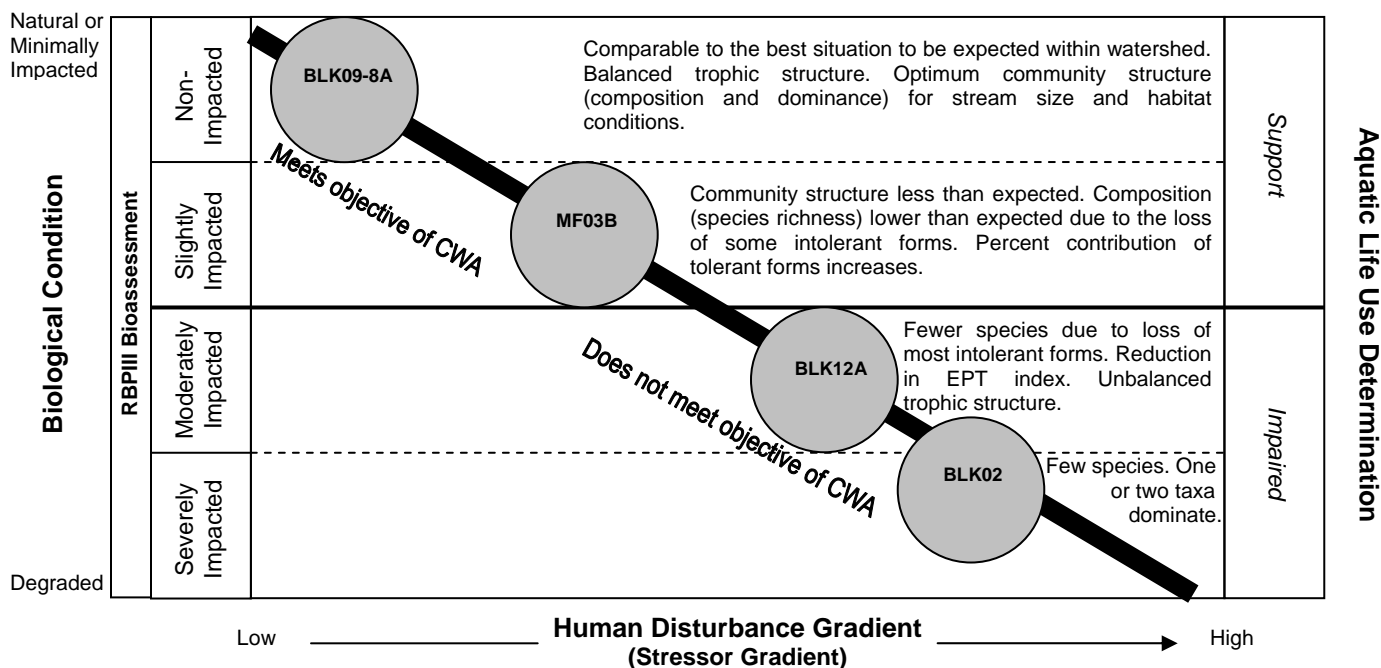 Natural or
Minimally
Impacted
Degraded
Biological Condition
RBPIII Bioassessment
Non-
Impacted
Slightly
Impacted
Moderately
Impacted
Severely
Impacted
BLK09-8A
Comparable to the best situation to be expected within watershed.
Balanced trophic structure. Optimum community structure
(composition and dominance) for stream size and habitat
conditions.
Meets objective of CWA
MF03B
Community structure less than expected. Composition
(species richness) lower than expected due to the loss
of some intolerant forms. Percent contribution of
tolerant forms increases.
Does not meet objective of CWA
BLK12A
Fewer species due to loss of
most intolerant forms. Reduction
in EPT index. Unbalanced
trophic structure.
BLK02
Few species. One
or two taxa
dominate.
Support
Impaired
Aquatic Life Use Determination
Low
Human Disturbance Gradient
(Stressor Gradient)
High